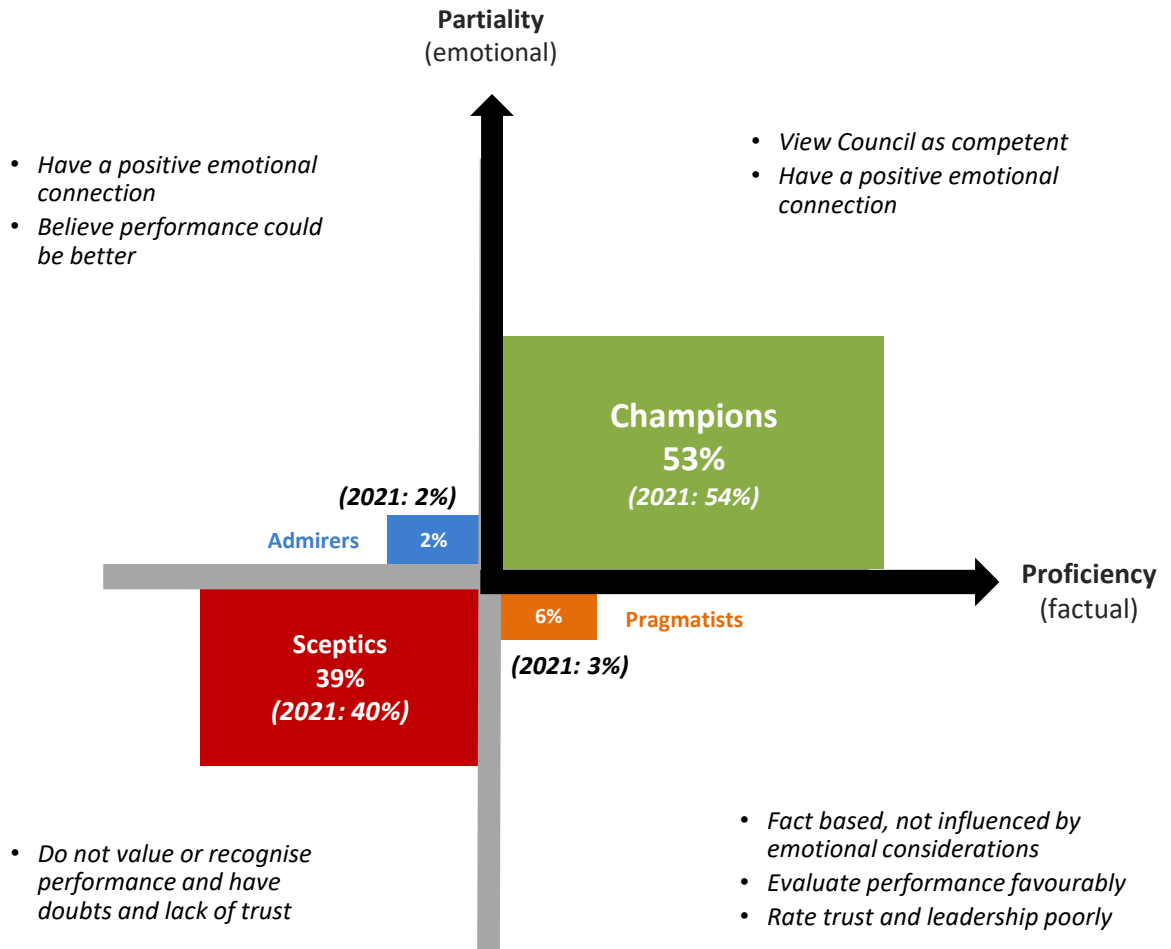 Partiality
(emotional)
• Have a positive emotional
connection
• Believe performance could
be better
• View Council as competent
• Have a positive emotional
connection
Champions
53%
(2021: 54%)
(2021: 2%)
Admirers
2%
Proficiency
(factual)
Sceptics
39%
(2021: 40%)
6%
Pragmatists
(2021: 3%)
• Do not value or recognise
performance and have
doubts and lack of trust
• Fact based, not influenced by
emotional considerations
• Evaluate performance favourably
• Rate trust and leadership poorly